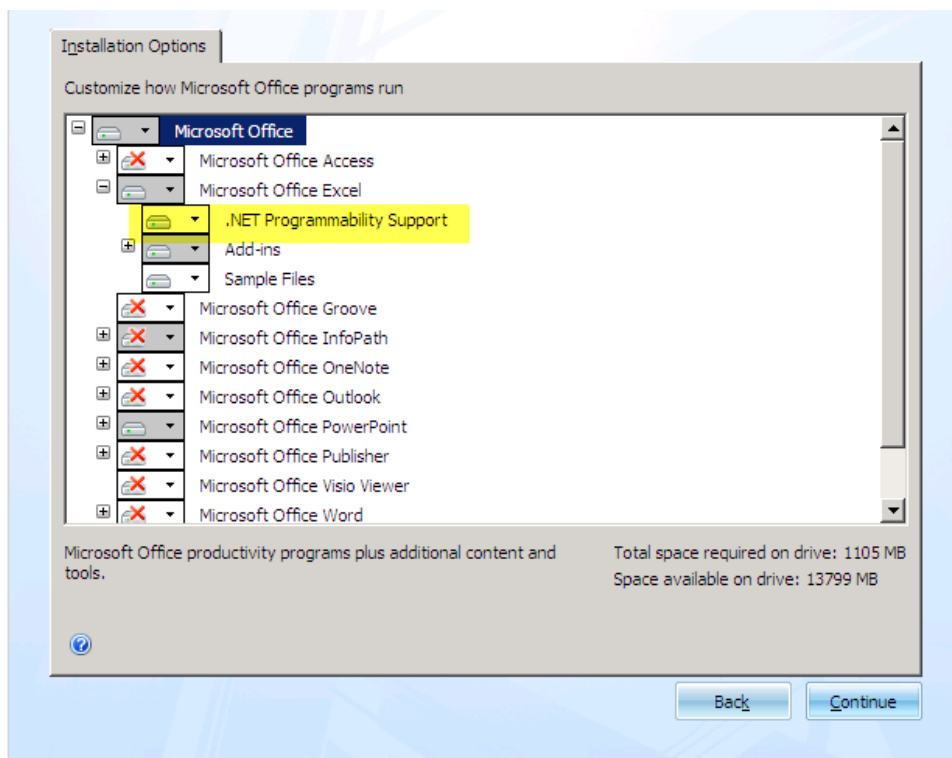 Installation Options
Customize how Microsoft Office programs run
Microsoft Office
Microsoft Office Access
Microsoft Office Excel
.NET Programmability Support
Add-ins
Sample Files
Microsoft Office Groove
Microsoft Office InfoPath
Microsoft Office OneNote
Microsoft Office Outlook
Microsoft Office PowerPoint
Microsoft Office Publisher
Microsoft Office Visio Viewer
Microsoft Office Word
Microsoft Office productivity programs plus additional content and
tools.
Total space required on drive: 1105 MB
Space available on drive: 13799 MB
Back
Continue